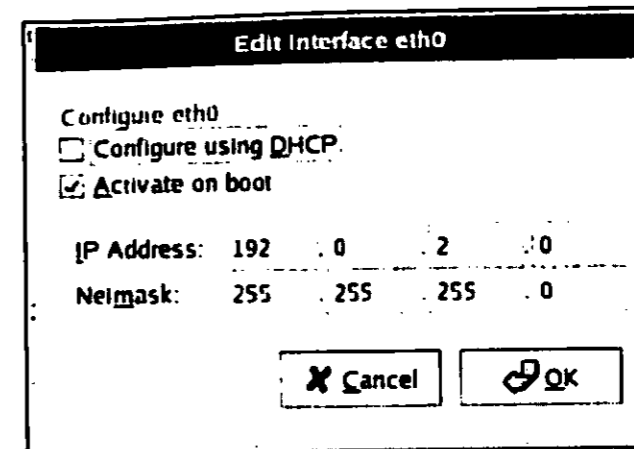 Edit Interface eth0
Configure eth0
Configure using DHCP.
Activate on boot
IP Address: 192 . 0 . 2 . 0
Netmask: 255 . 255 . 255 . 0
Cancel OK